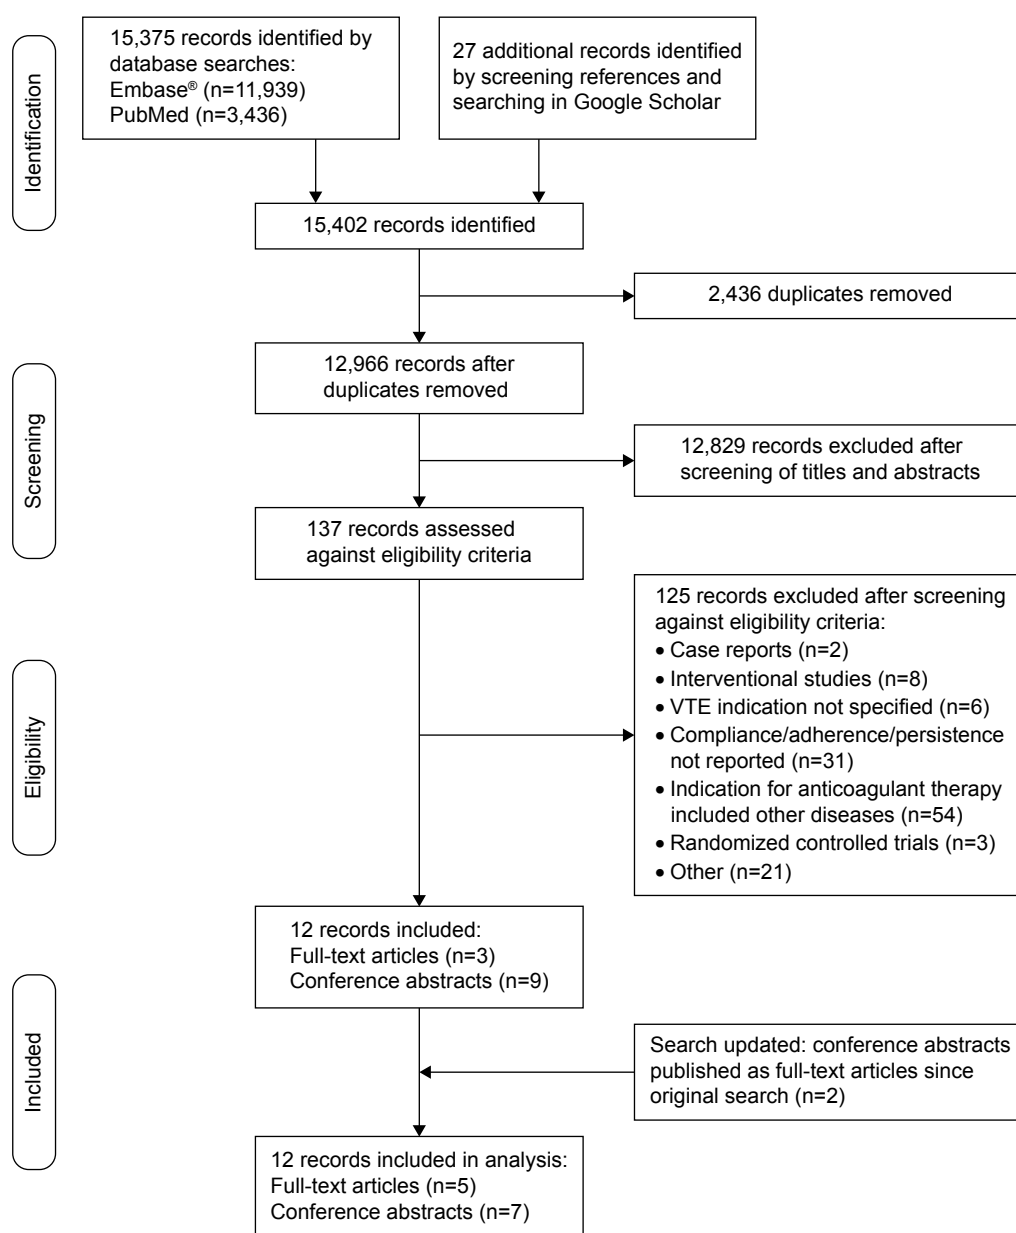 Identification
15,375 records identified by
database searches:
Embase® (n=11,939)
PubMed (n=3,436)
27 additional records identified
by screening references and
searching in Google Scholar
15,402 records identified
2,436 duplicates removed
Screening
12,966 records after
duplicates removed
12,829 records excluded after
screening of titles and abstracts
137 records assessed
against eligibility criteria
Eligibility
125 records excluded after screening
against eligibility criteria:
• Case reports (n=2)
• Interventional studies (n=8)
• VTE indication not specified (n=6)
• Compliance/adherence/persistence
not reported (n=31)
• Indication for anticoagulant therapy
included other diseases (n=54)
• Randomized controlled trials (n=3)
• Other (n=21)
12 records included:
Full-text articles (n=3)
Conference abstracts (n=9)
Included
Search updated: conference abstracts
published as full-text articles since
original search (n=2)
12 records included in analysis:
Full-text articles (n=5)
Conference abstracts (n=7)